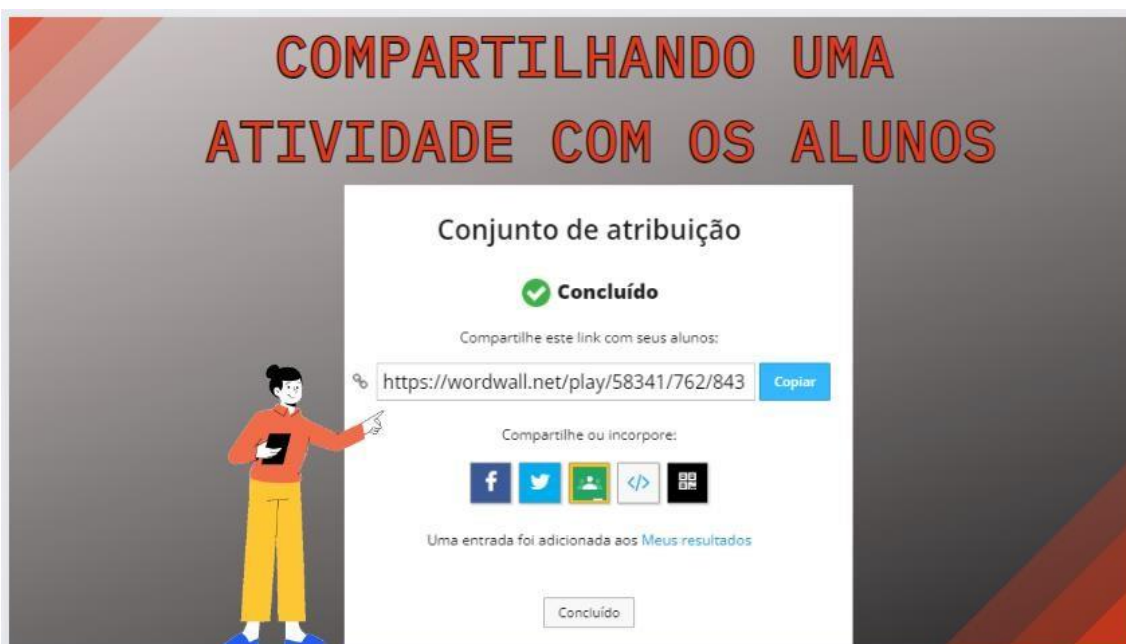 COMPARTILHANDO UMA
ATIVIDADE COM OS ALUNOS
Conjunto de atribuição
Concluído
Compartilhe este link com seus alunos:
https://wordwall.net/play/58341/762/843 Copiar
Compartilhe ou incorpore:
Uma entrada foi adicionada aos Meus resultados
Concluído